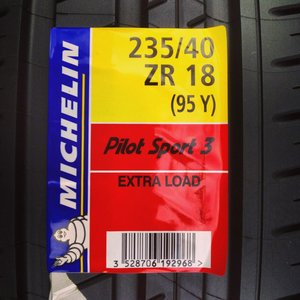 MICHELIN
235/40
ZR 18
(95 Y)
Pilot Sport 3
EXTRA LOAD
3 528706 192968 >